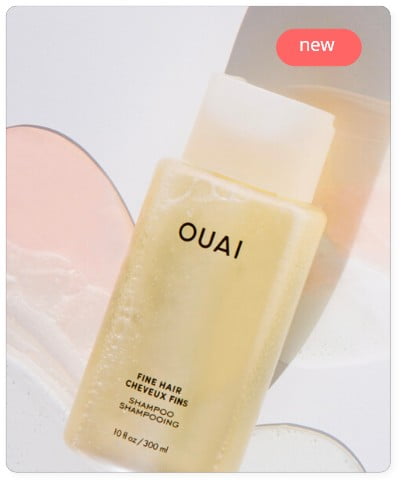 new
OUAI
FINE HAIR
CHEVEUX FINS
SHAMPOO
SHAMPOOING
10 fl oz / 300 ml